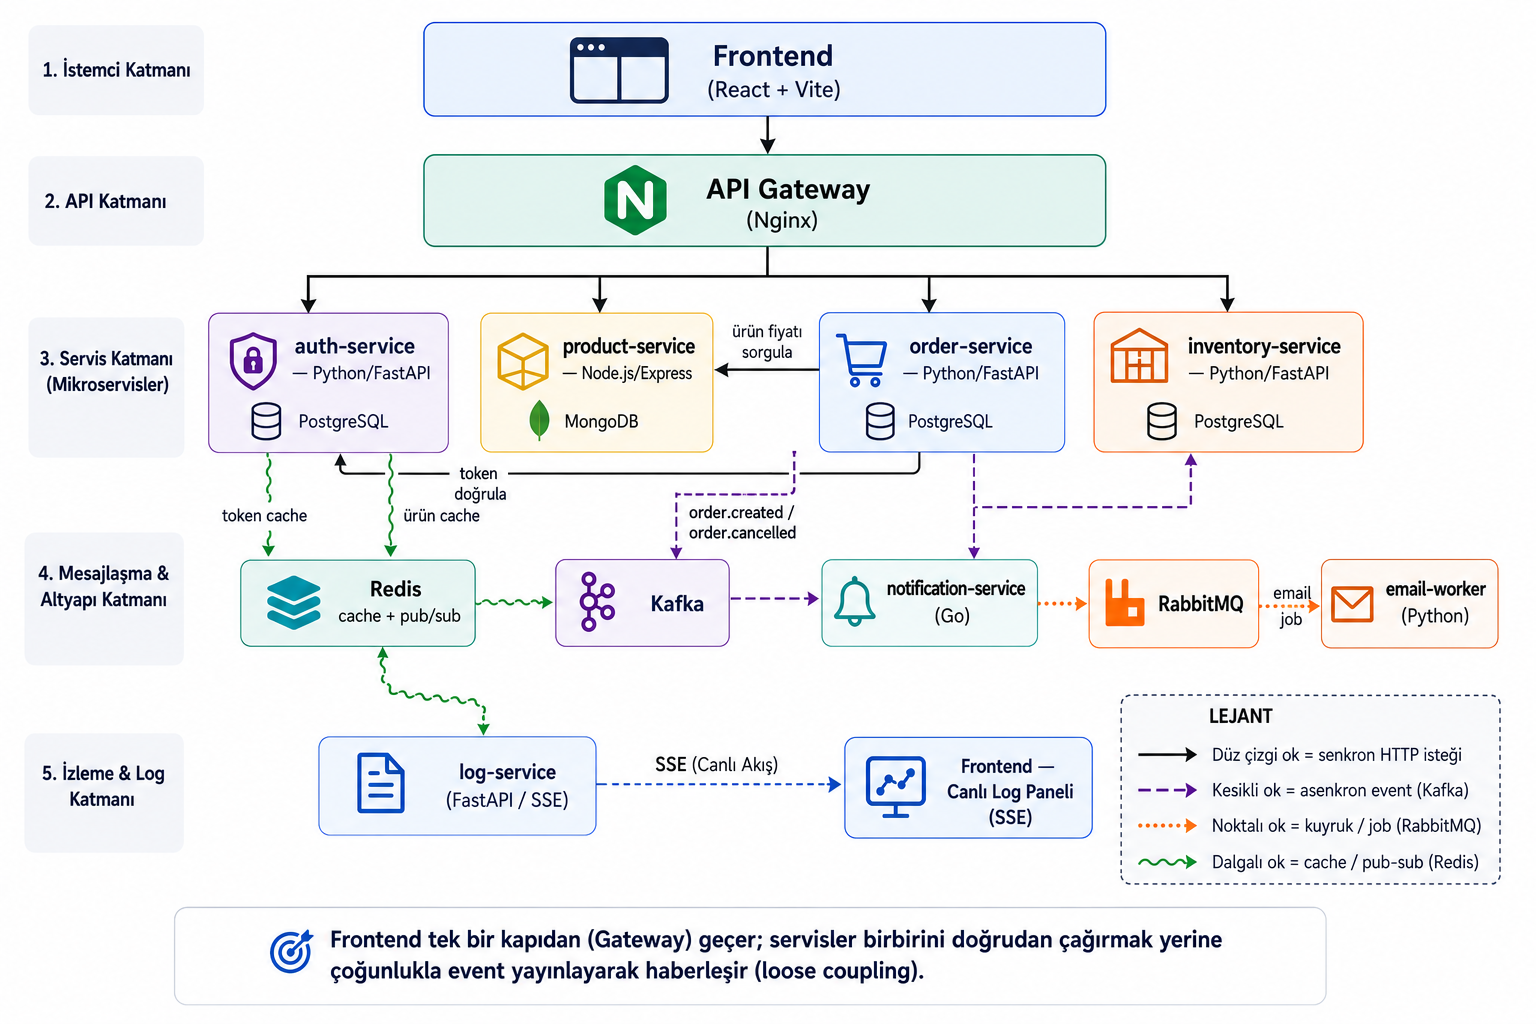 1. İstemci Katmanı
Frontend
(React + Vite)
2. API Katmanı
N
API Gateway
(Nginx)
3. Servis Katmanı
(Mikroservisler)
auth-service
— Python/FastAPI
PostgreSQL
product-service
— Node.js/Express
MongoDB
ürün fiyatı
sorgula
order-service
— Python/FastAPI
PostgreSQL
inventory-service
— Python/FastAPI
PostgreSQL
token
doğrula
token cache
ürün cache
order.created /
order.cancelled
4. Mesajlaşma &
Altyapı Katmanı
Redis
cache + pub/sub
Kafka
notification-service
(Go)
RabbitMQ
email
job
email-worker
(Python)
5. İzleme & Log
Katmanı
log-service
(FastAPI / SSE)
SSE (Canlı Akış)
Frontend —
Canlı Log Paneli
(SSE)
LEJANT
Düz çizgi ok = senkron HTTP isteği
Kesikli ok = asenkron event (Kafka)
Noktalı ok = kuyruk / job (RabbitMQ)
Dalgalı ok = cache / pub-sub (Redis)
Frontend tek bir kapıdan (Gateway) geçer; servisler birbirini doğrudan çağırmak yerine
çoğunlukla event yayınlayarak haberleşir (loose coupling).